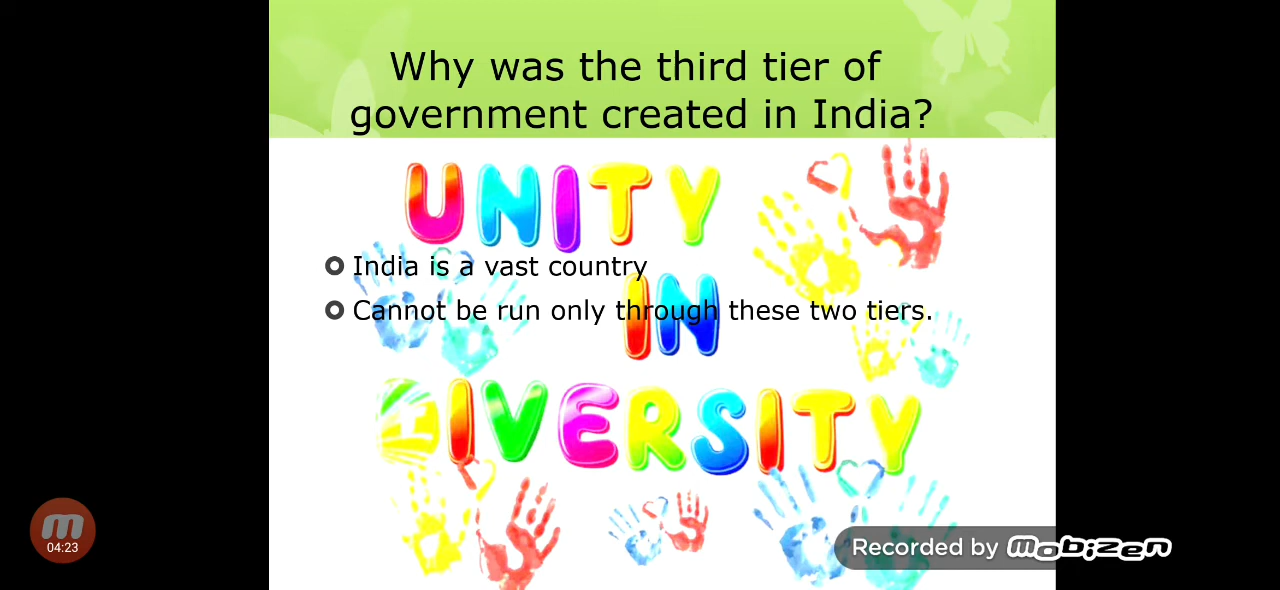 Why was the third tier of
government created in India?
UNITY
India is a vast country
IN
Cannot be run only through these two tiers.
DIVERSITY
04:23
Recorded by Mobizen